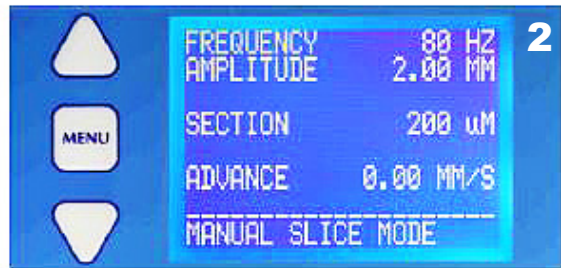 FREQUENCY 80 HZ
AMPLITUDE 2.00 MM
SECTION 200 uM
ADVANCE 0.00 MM/S
MANUAL SLICE MODE
MENU
2